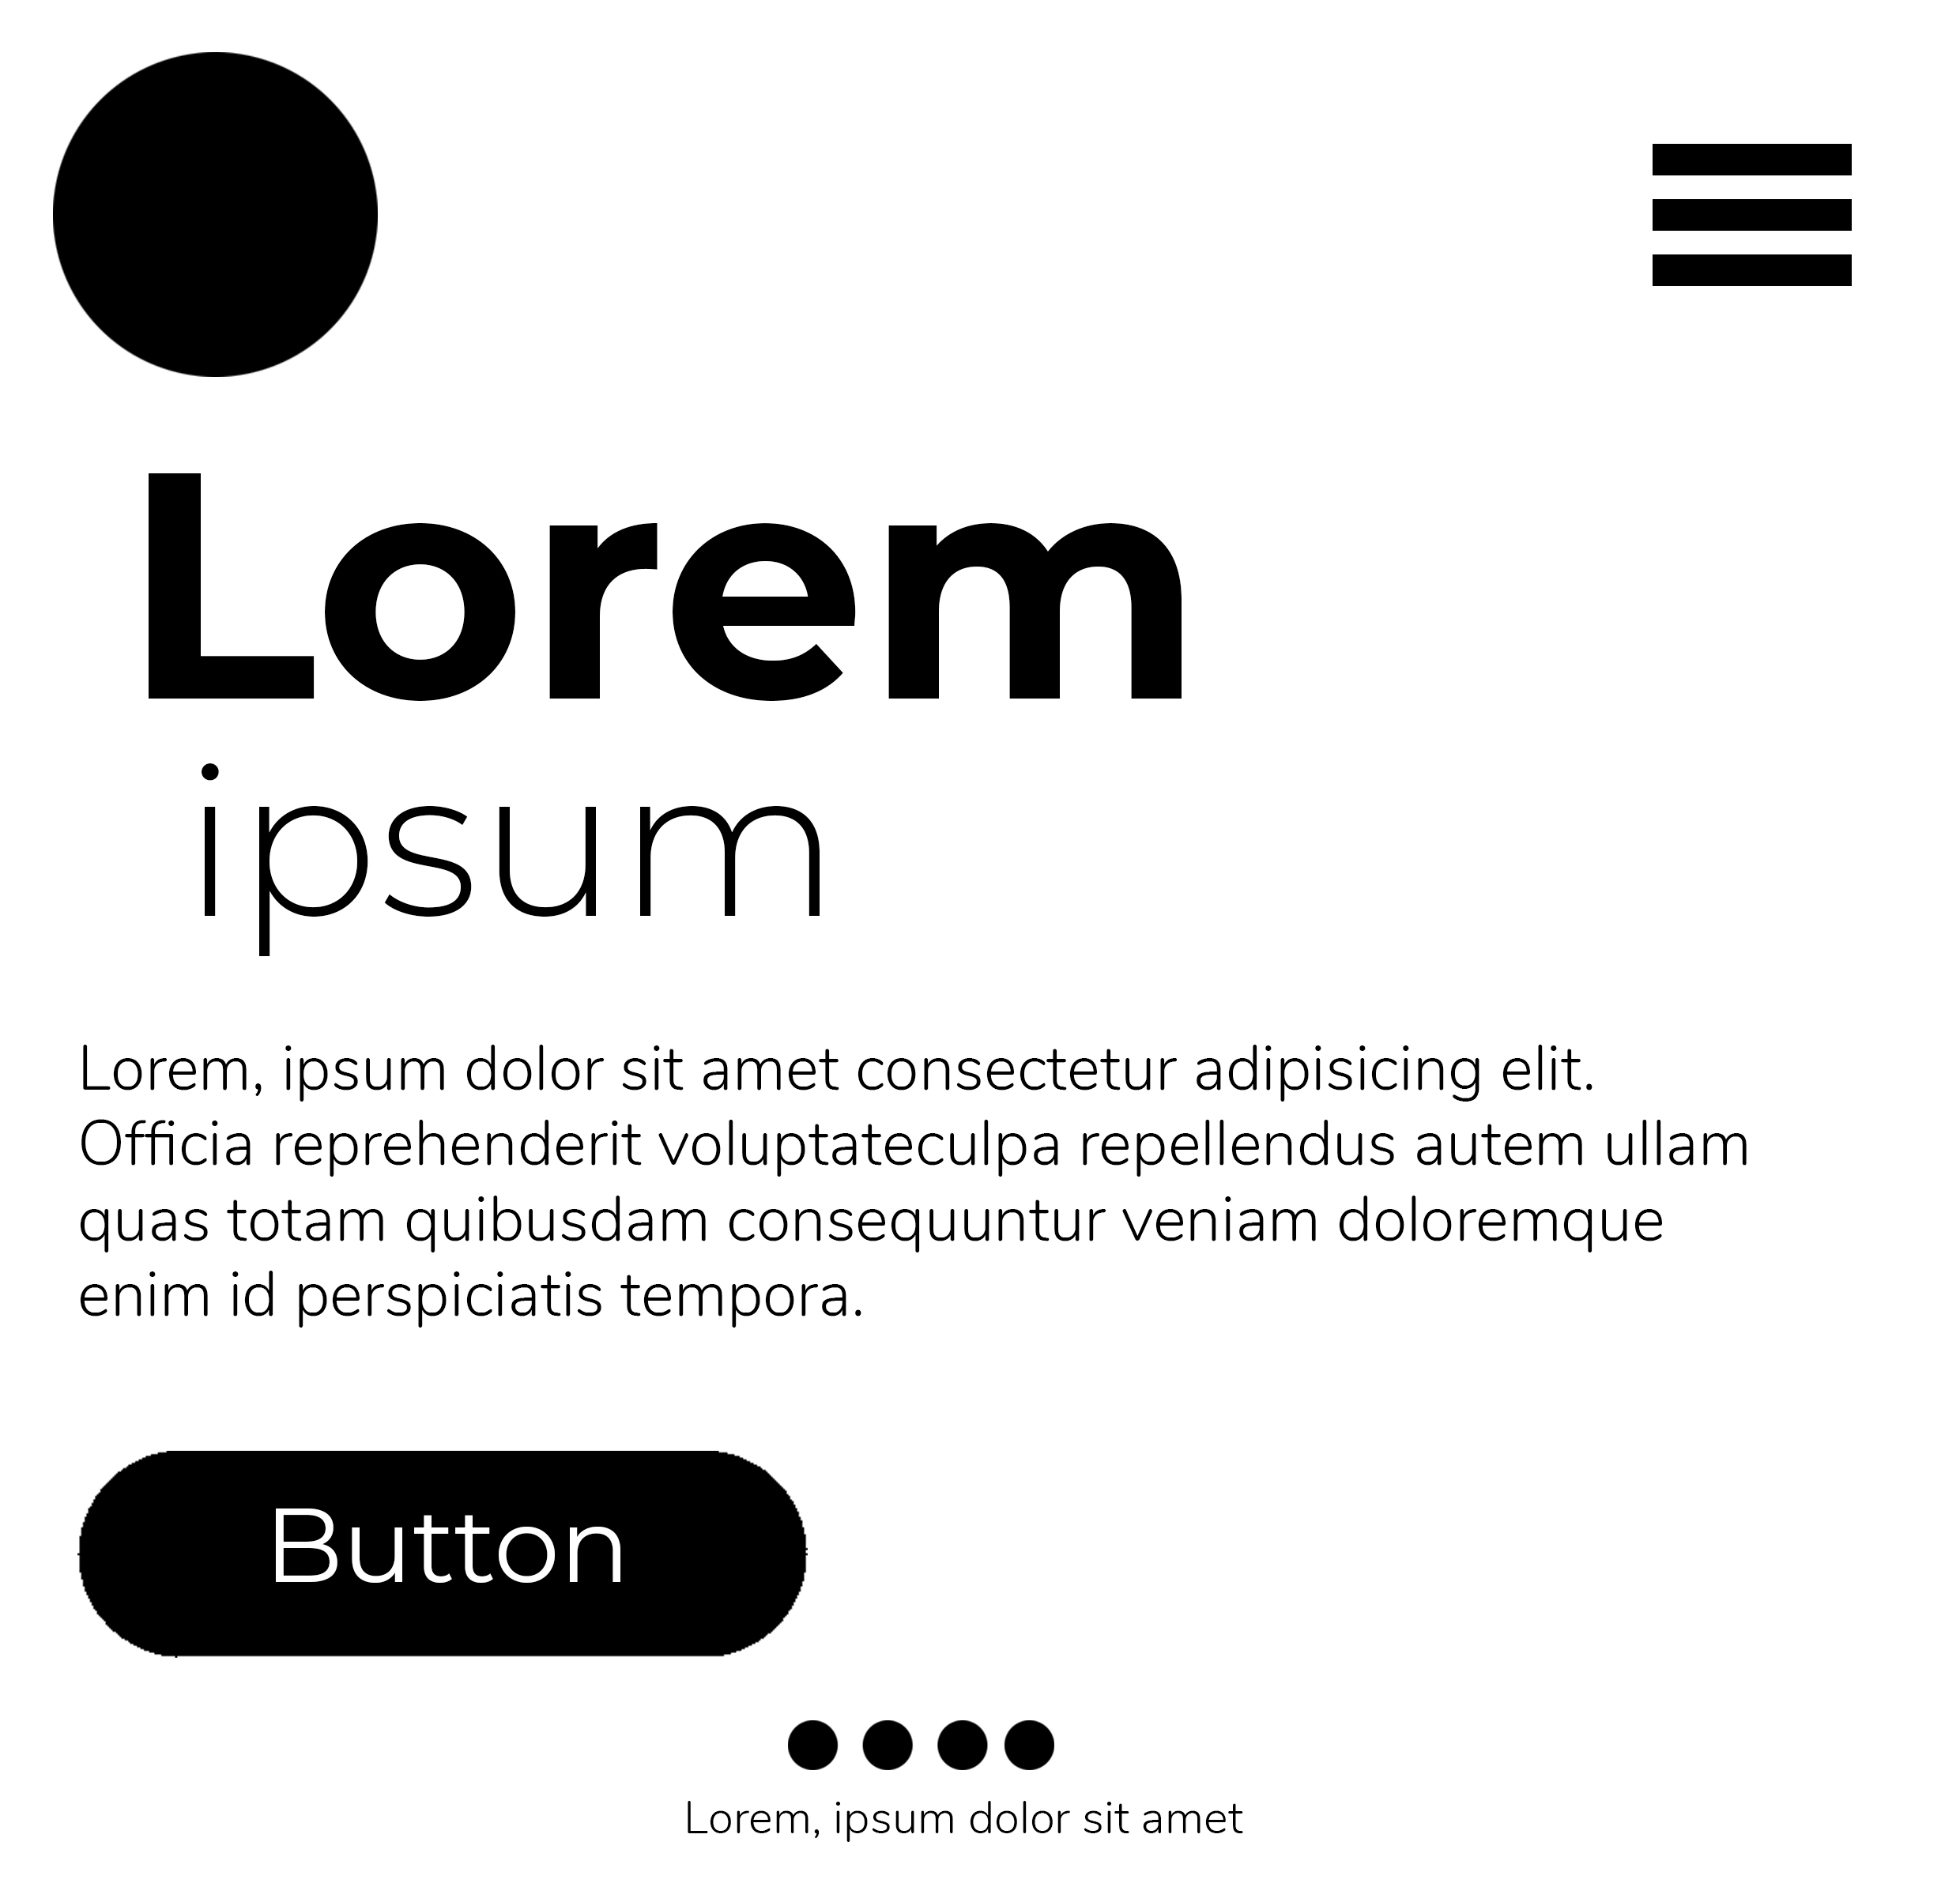 Lorem
ipsum
Lorem, ipsum dolor sit amet consectetur adipisicing elit.
Officia reprehenderit voluptateculpa repellendus autem ullam
quas totam quibusdam consequuntur veniam doloremque
enim id perspiciatis tempora.
Button
Lorem, ipsum dolor sit amet